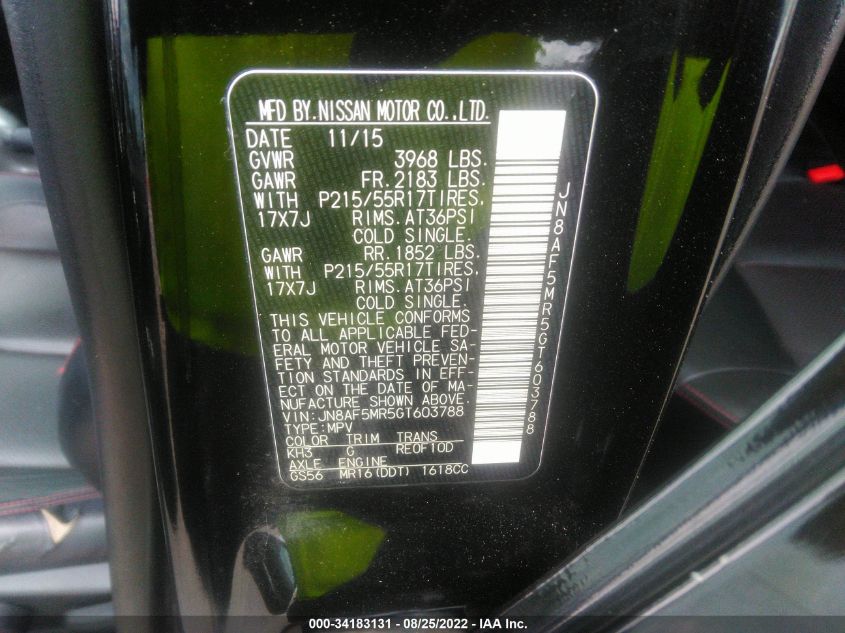 MFD BY.NISSAN MOTOR CO.,LTD.
DATE 11/15
GVWR 3968 LBS.
GAWR FR.2183 LBS.
WITH P215/55R17TIRES.
17X7J RIMS.AT36PSI
COLD SINGLE.
GAWR RR.1852 LBS.
WITH P215/55R17TIRES.
17X7J RIMS.AT36PSI
COLD SINGLE.
THIS VEHICLE CONFORMS
TO ALL APPLICABLE FED-
ERAL MOTOR VEHICLE SA-
FETY AND THEFT PREVEN-
TION STANDARDS IN EFF-
ECT ON THE DATE OF MA-
NUFACTURE SHOWN ABOVE.
VIN:JN8AF5MR5GT603788
TYPE:MPV
COLOR TRIM TRANS
KH3 G RE0F10D
AXLE ENGINE
GS56 MR16(DDT) 1618CC
JN8AF5MR5GT603788
000-34183131 - 08/25/2022 - IAA Inc.